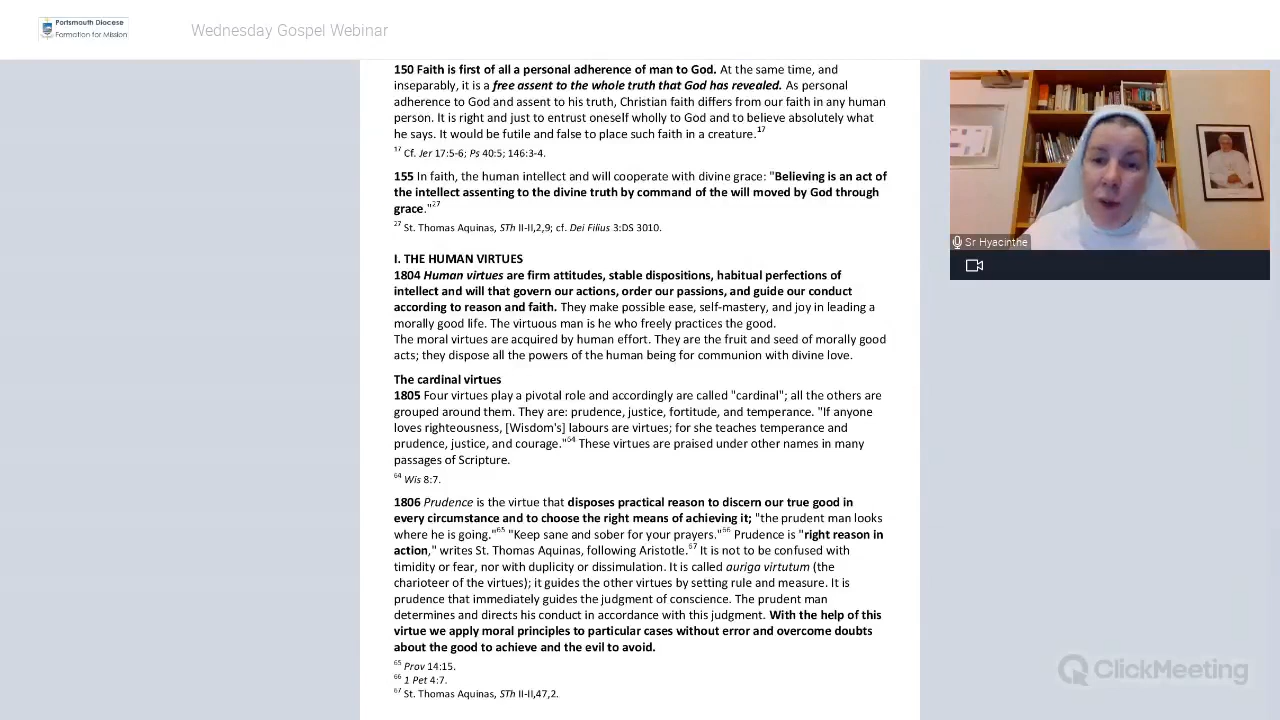 Portsmouth Diocese
Formation for Mission
Wednesday Gospel Webinar
150 Faith is first of all a personal adherence of man to God. At the same time, and
inseparably, it is a free assent to the whole truth that God has revealed. As personal
adherence to God and assent to his truth, Christian faith differs from our faith in any human
person. It is right and just to entrust oneself wholly to God and to believe absolutely what
he says. It would be futile and false to place such faith in a creature.17
17 Cf. Jer 17:5-6; Ps 40:5; 146:3-4.
155 In faith, the human intellect and will cooperate with divine grace: "Believing is an act of
the intellect assenting to the divine truth by command of the will moved by God through
grace."27
27 St. Thomas Aquinas, STh II-II,2,9; cf. Dei Filius 3:DS 3010.
I. THE HUMAN VIRTUES
1804 Human virtues are firm attitudes, stable dispositions, habitual perfections of
intellect and will that govern our actions, order our passions, and guide our conduct
according to reason and faith. They make possible ease, self-mastery, and joy in leading a
morally good life. The virtuous man is he who freely practices the good.
The moral virtues are acquired by human effort. They are the fruit and seed of morally good
acts; they dispose all the powers of the human being for communion with divine love.
The cardinal virtues
1805 Four virtues play a pivotal role and accordingly are called "cardinal"; all the others are
grouped around them. They are: prudence, justice, fortitude, and temperance. "If anyone
loves righteousness, [Wisdom's] labours are virtues; for she teaches temperance and
prudence, justice, and courage."64 These virtues are praised under other names in many
passages of Scripture.
64 Wis 8:7.
1806 Prudence is the virtue that disposes practical reason to discern our true good in
every circumstance and to choose the right means of achieving it; "the prudent man looks
where he is going."65 "Keep sane and sober for your prayers."66 Prudence is "right reason in
action," writes St. Thomas Aquinas, following Aristotle.67 It is not to be confused with
timidity or fear, nor with duplicity or dissimulation. It is called auriga virtutum (the
charioteer of the virtues); it guides the other virtues by setting rule and measure. It is
prudence that immediately guides the judgment of conscience. The prudent man
determines and directs his conduct in accordance with this judgment. With the help of this
virtue we apply moral principles to particular cases without error and overcome doubts
about the good to achieve and the evil to avoid.
65 Prov 14:15.
66 1 Pet 4:7.
67 St. Thomas Aquinas, STh II-II,47,2.
Sr Hyacinthe
ClickMeeting